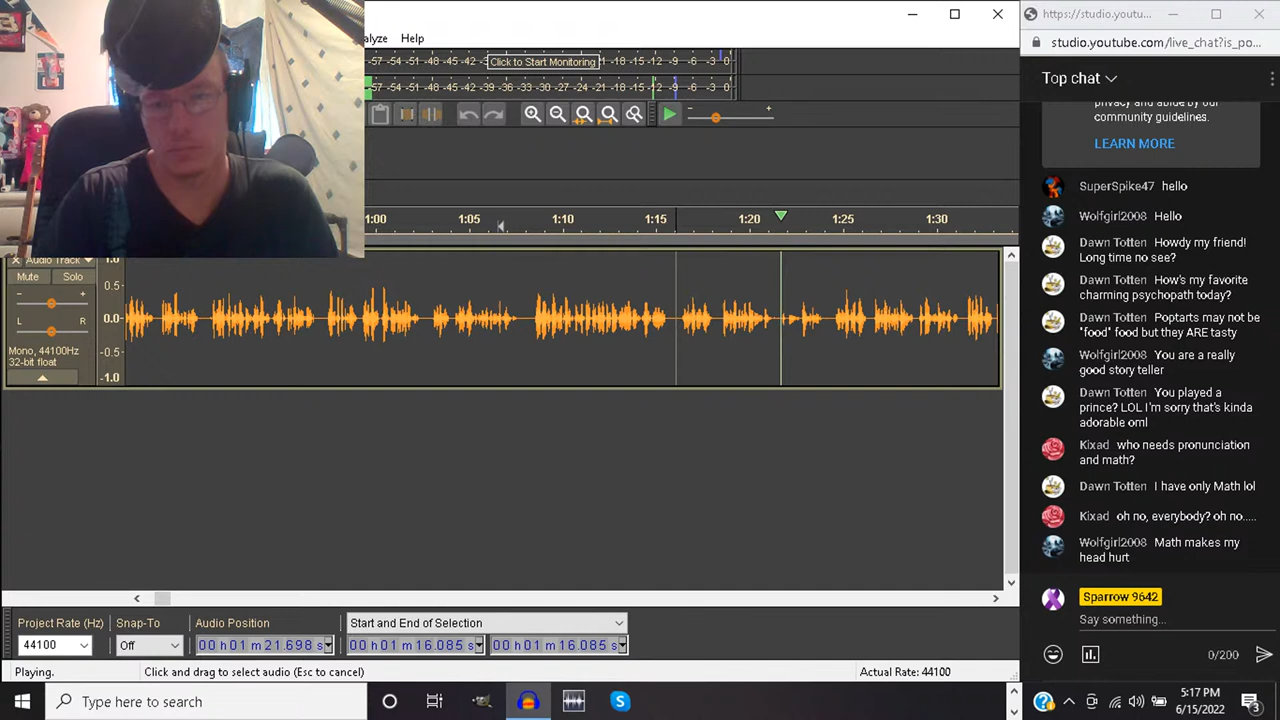 https://studio.youtu...
alyze Help
studio.youtube.com/live_chat?is_po...
-57 -54 -51 -48 -45 -42 Click to Start Monitoring -18 -15 -12 -9 -6 -3 0
-57 -54 -51 -48 -45 -42 -39 -36 -33 -30 -27 -24 -21 -18 -15 -12 -9 -6 -3 0
Top chat
privacy and abide by our
community guidelines.
LEARN MORE
SuperSpike47 hello
Wolfgirl2008 Hello
Dawn Totten Howdy my friend!
Long time no see?
Dawn Totten How's my favorite
charming psychopath today?
Dawn Totten Poptarts may not be
"food" food but they ARE tasty
Wolfgirl2008 You are a really
good story teller
Dawn Totten You played a
prince? LOL I'm sorry that's kinda
adorable oml
Kixad who needs pronunciation
and math?
Dawn Totten I have only Math lol
Kixad oh no, everybody? oh no.....
Wolfgirl2008 Math makes my
head hurt
Sparrow 9642
Say something...
0/200
1:00 1:05 1:10 1:15 1:20 1:25 1:30
Audio Track
Mute Solo
- +
L R
Mono, 44100Hz
32-bit float
1.0
0.5
0.0
-0.5
-1.0
Project Rate (Hz) Snap-To Audio Position Start and End of Selection
44100 Off 00 h 01 m 21.698 s 00 h 01 m 16.085 s 00 h 01 m 16.085 s
Playing. Click and drag to select audio (Esc to cancel) Actual Rate: 44100
Type here to search
5:17 PM
6/15/2022